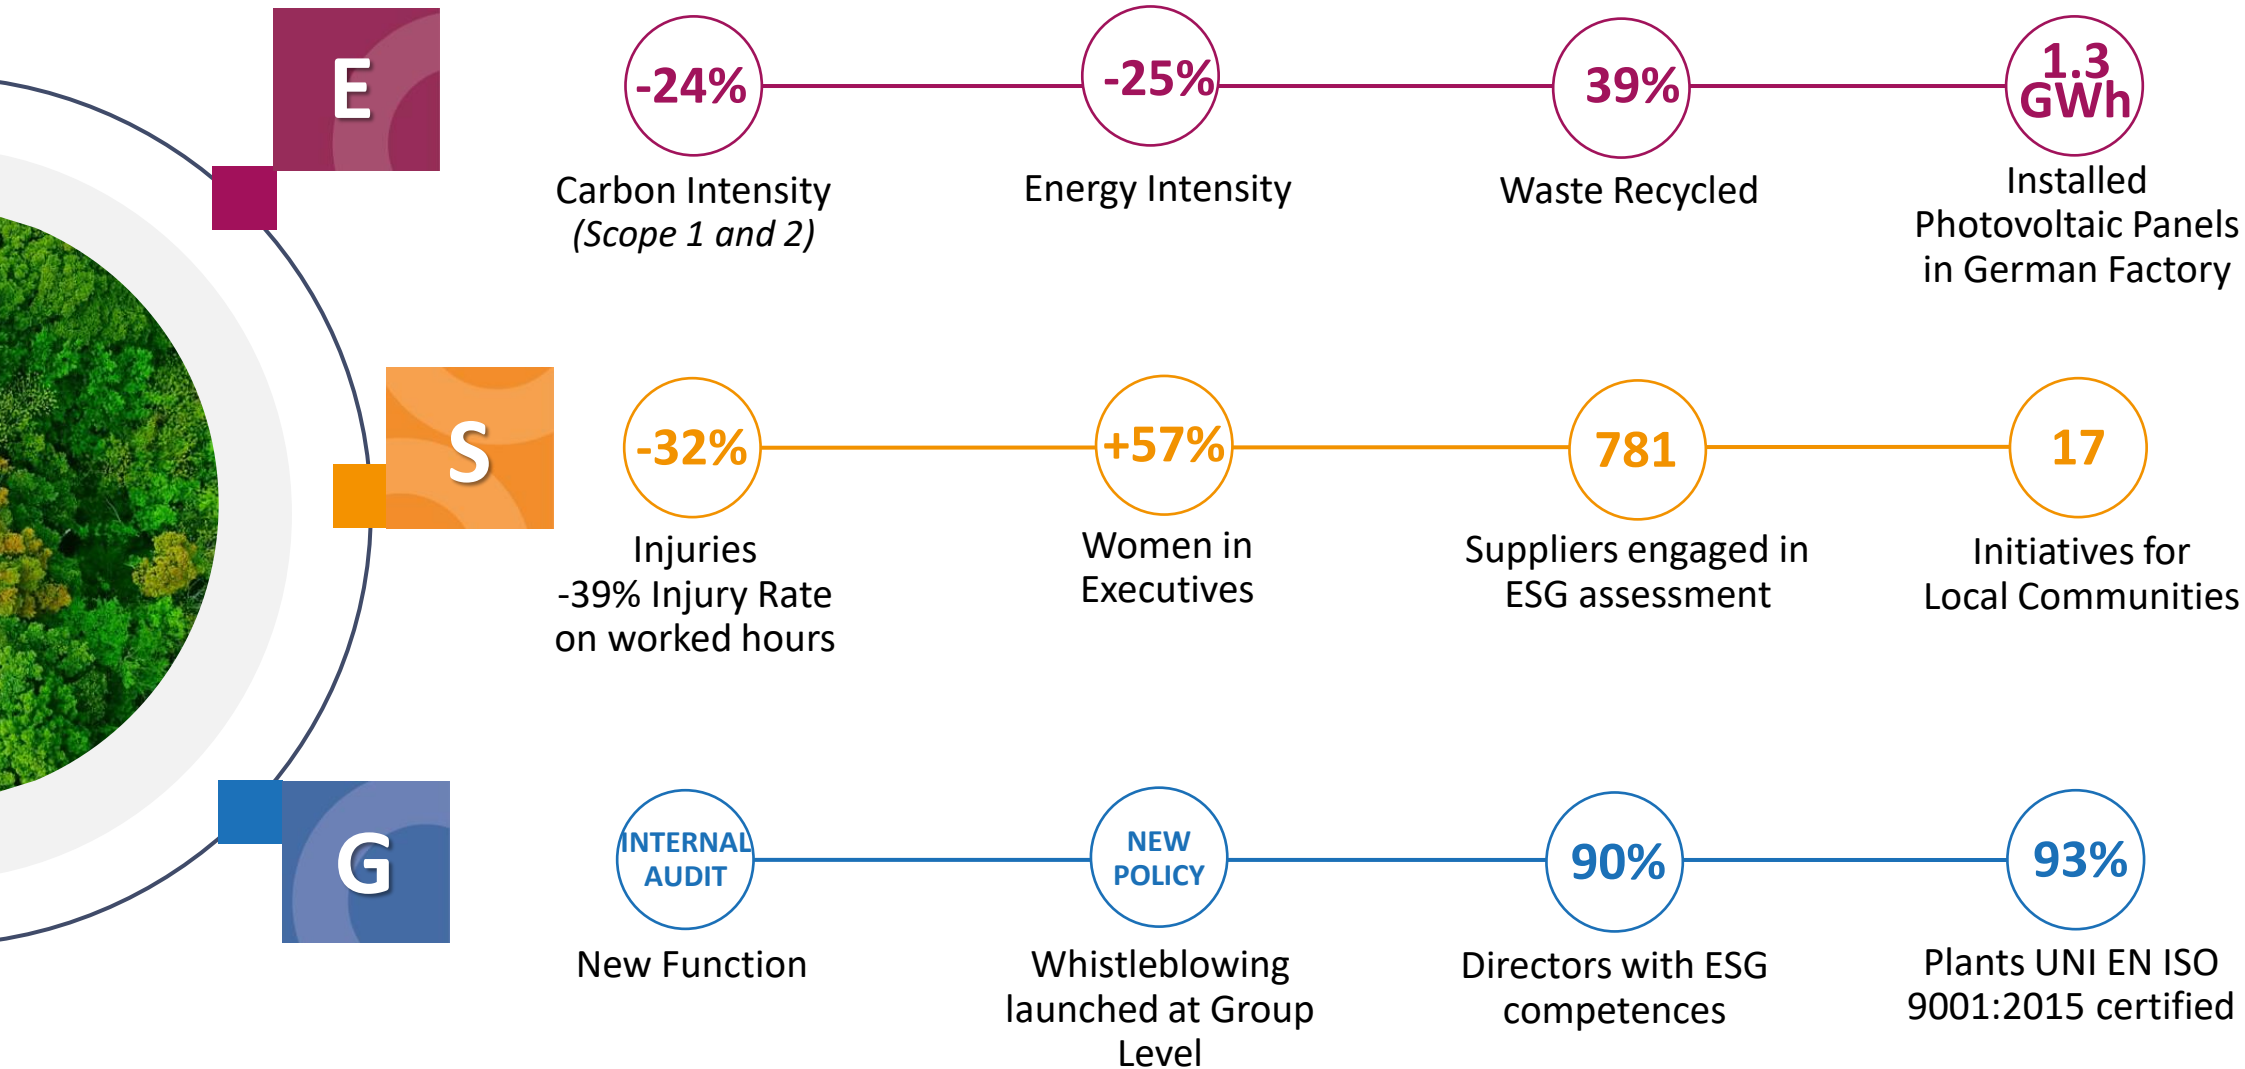 E
-24%
Carbon Intensity
(Scope 1 and 2)
-25%
Energy Intensity
39%
Waste Recycled
1.3
GWh
Installed
Photovoltaic Panels
in German Factory
S
-32%
Injuries
-39% Injury Rate
on worked hours
+57%
Women in
Executives
781
Suppliers engaged in
ESG assessment
17
Initiatives for
Local Communities
G
INTERNAL
AUDIT
New Function
NEW
POLICY
Whistleblowing
launched at Group
Level
90%
Directors with ESG
competences
93%
Plants UNI EN ISO
9001:2015 certified